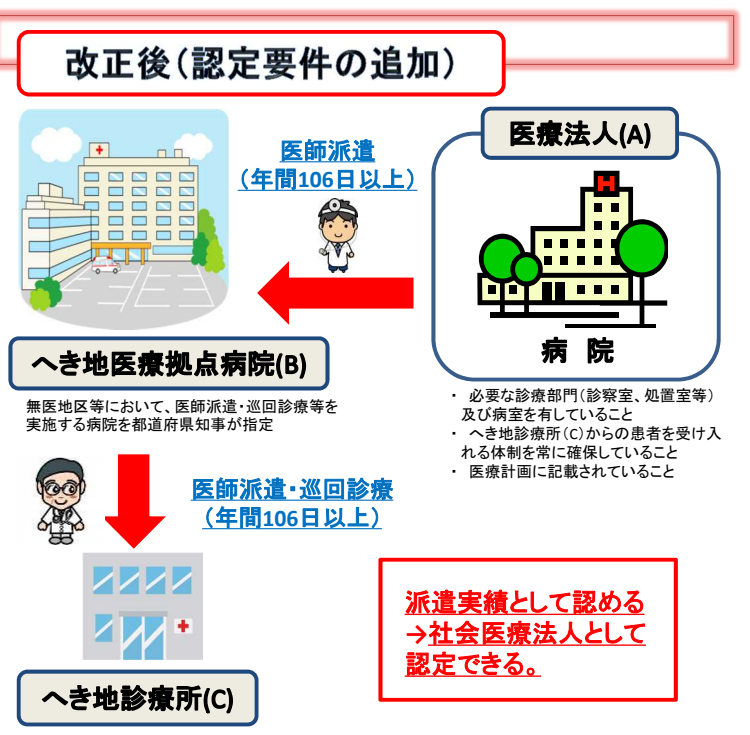 改正後(認定要件の追加)
医師派遣
(年間106日以上)
医療法人(A)
H
病 院
へき地医療拠点病院(B)
無医地区等において、医師派遣・巡回診療等を
実施する病院を都道府県知事が指定
・ 必要な診療部門(診察室、処置室等)
及び病室を有していること
・ へき地診療所(C)からの患者を受け入
れる体制を常に確保していること
・ 医療計画に記載されていること
医師派遣・巡回診療
(年間106日以上)
派遣実績として認める
→社会医療法人として
認定できる。
へき地診療所(C)